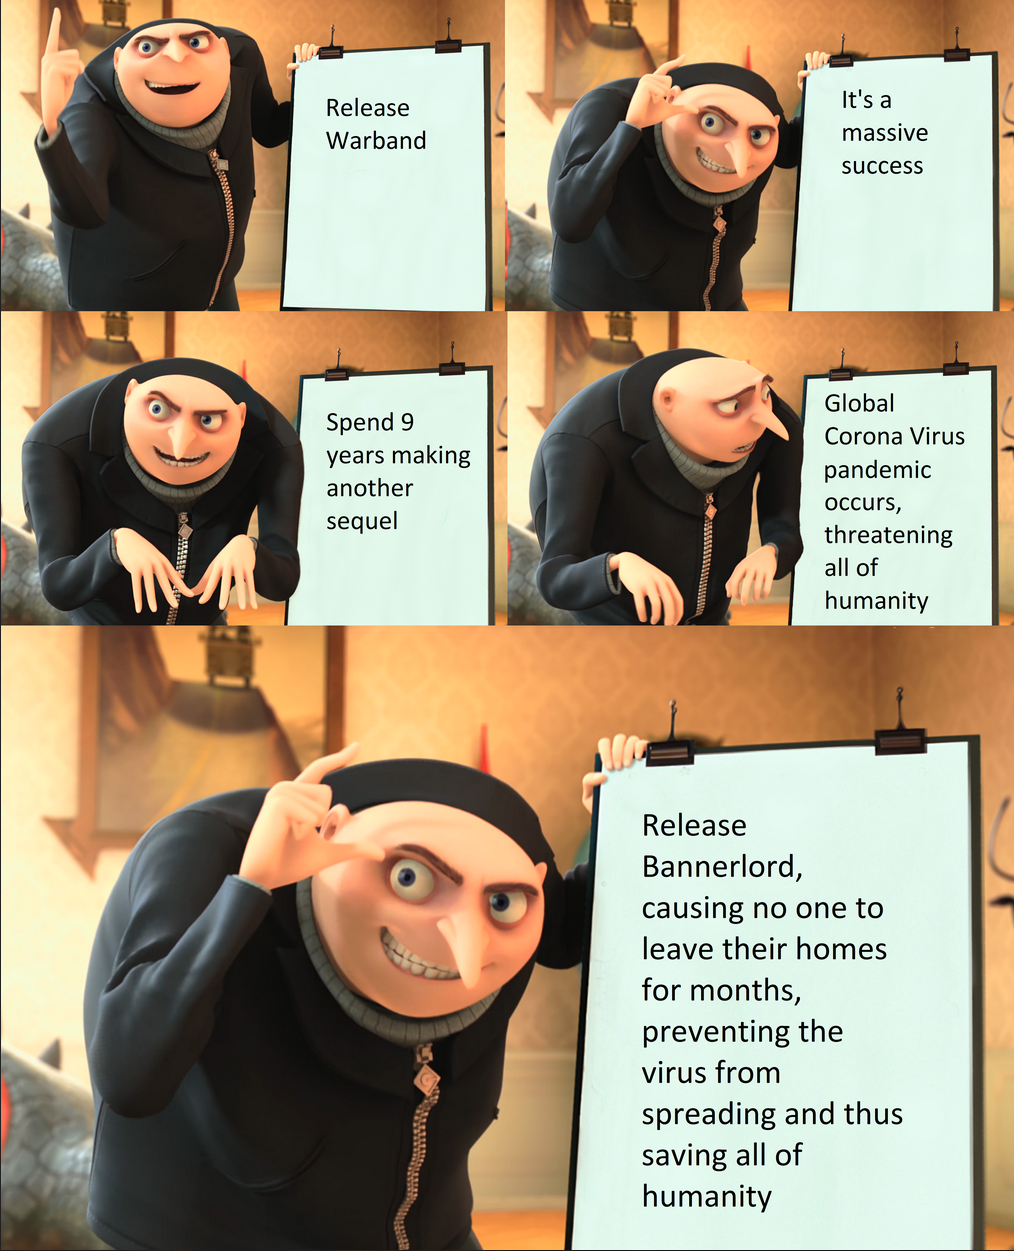 Release
Warband
It's a
massive
success
Spend 9
years making
another
sequel
Global
Corona Virus
pandemic
occurs,
threatening
all of
humanity
Release
Bannerlord,
causing no one to
leave their homes
for months,
preventing the
virus from
spreading and thus
saving all of
humanity